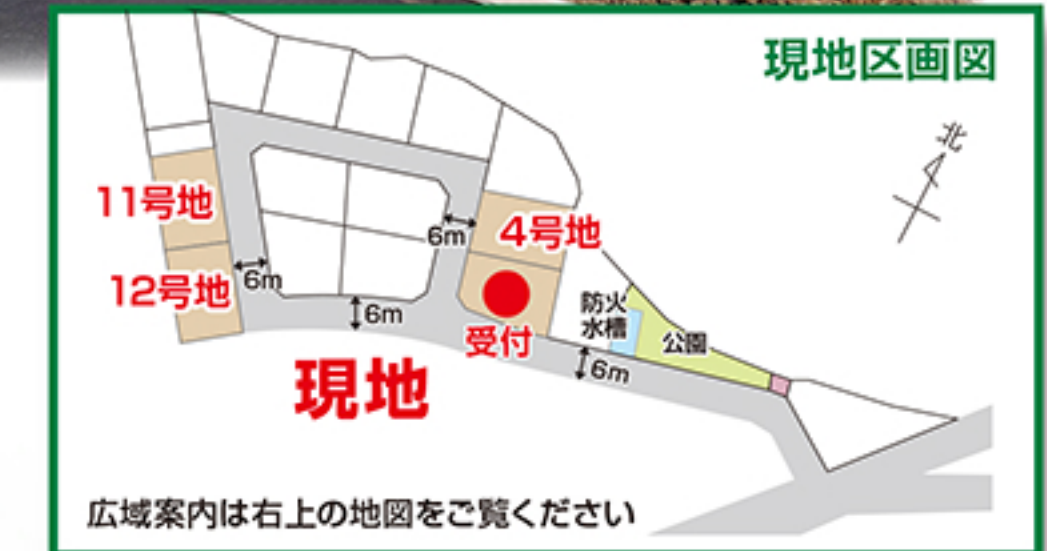 現地区画図
北
11号地
6m
4号地
12号地
6m
6m
受付
防火
水槽
公園
6m
現地
広域案内は右上の地図をご覧ください